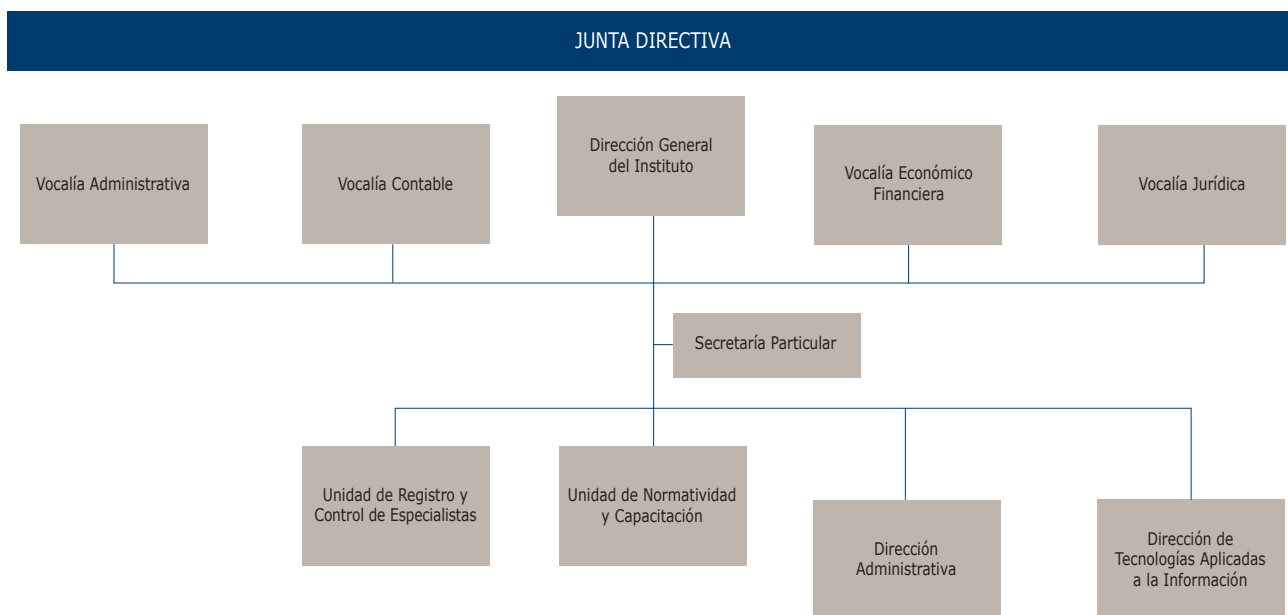 JUNTA DIRECTIVA
Vocalía Administrativa
Vocalía Contable
Dirección General
del Instituto
Vocalía Económico
Financiera
Vocalía Jurídica
Secretaría Particular
Unidad de Registro y
Control de Especialistas
Unidad de Normatividad
y Capacitación
Dirección
Administrativa
Dirección de
Tecnologías Aplicadas
a la Información